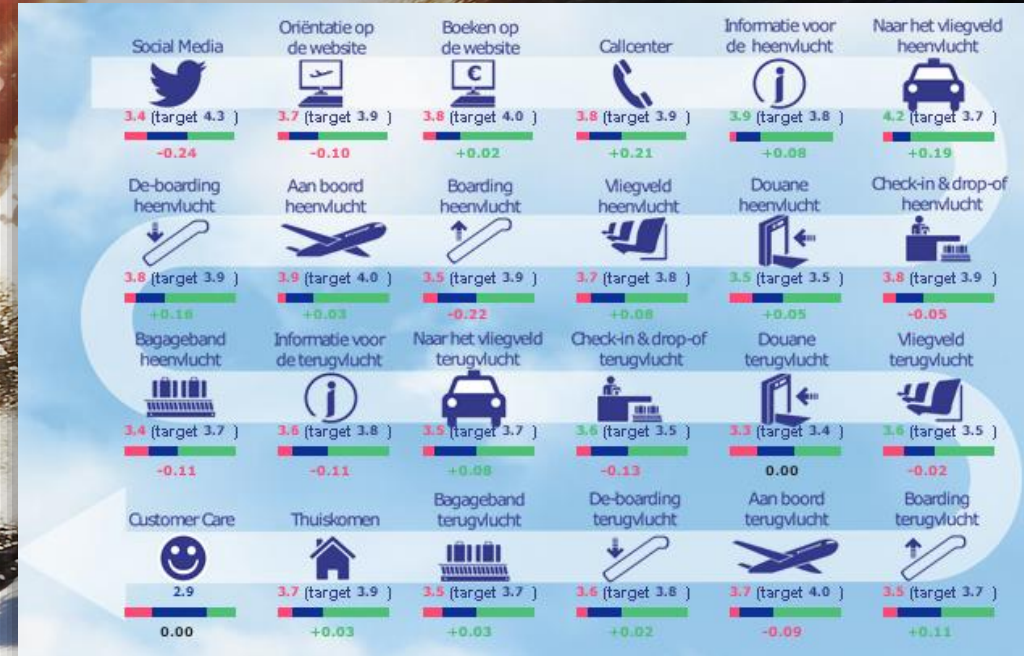 Social Media
3.4 (target 4.3 )
-0.24
Oriëntatie op
de website
3.7 (target 3.9 )
-0.10
Boeken op
de website
€
3.8 (target 4.0 )
+0.02
Callcenter
3.8 (target 3.9 )
+0.21
Informatie voor
de heenvlucht
i
3.9 (target 3.8 )
+0.08
Naar het vliegveld
heenvlucht
4.2 (target 3.7 )
+0.19
De-boarding
heenvlucht
3.8 (target 3.9 )
+0.16
Aan boord
heenvlucht
3.9 (target 4.0 )
+0.03
Boarding
heenvlucht
3.5 (target 3.9 )
-0.22
Vliegveld
heenvlucht
3.7 (target 3.8 )
+0.08
Douane
heenvlucht
3.5 (target 3.5 )
+0.05
Check-in & drop-of
heenvlucht
3.8 (target 3.9 )
-0.05
Bagageband
heenvlucht
3.4 (target 3.7 )
-0.11
Informatie voor
de terugvlucht
i
3.6 (target 3.8 )
-0.11
Naar het vliegveld
terugvlucht
3.5 (target 3.7 )
+0.08
Check-in & drop-of
terugvlucht
3.6 (target 3.5 )
-0.13
Douane
terugvlucht
3.3 (target 3.4 )
0.00
Vliegveld
terugvlucht
3.6 (target 3.5 )
-0.02
Customer Care
2.9
0.00
Thuiskomen
3.7 (target 3.9 )
+0.03
Bagageband
terugvlucht
3.5 (target 3.7 )
+0.03
De-boarding
terugvlucht
3.6 (target 3.8 )
+0.02
Aan boord
terugvlucht
3.7 (target 4.0 )
-0.09
Boarding
terugvlucht
3.5 (target 3.7 )
+0.11